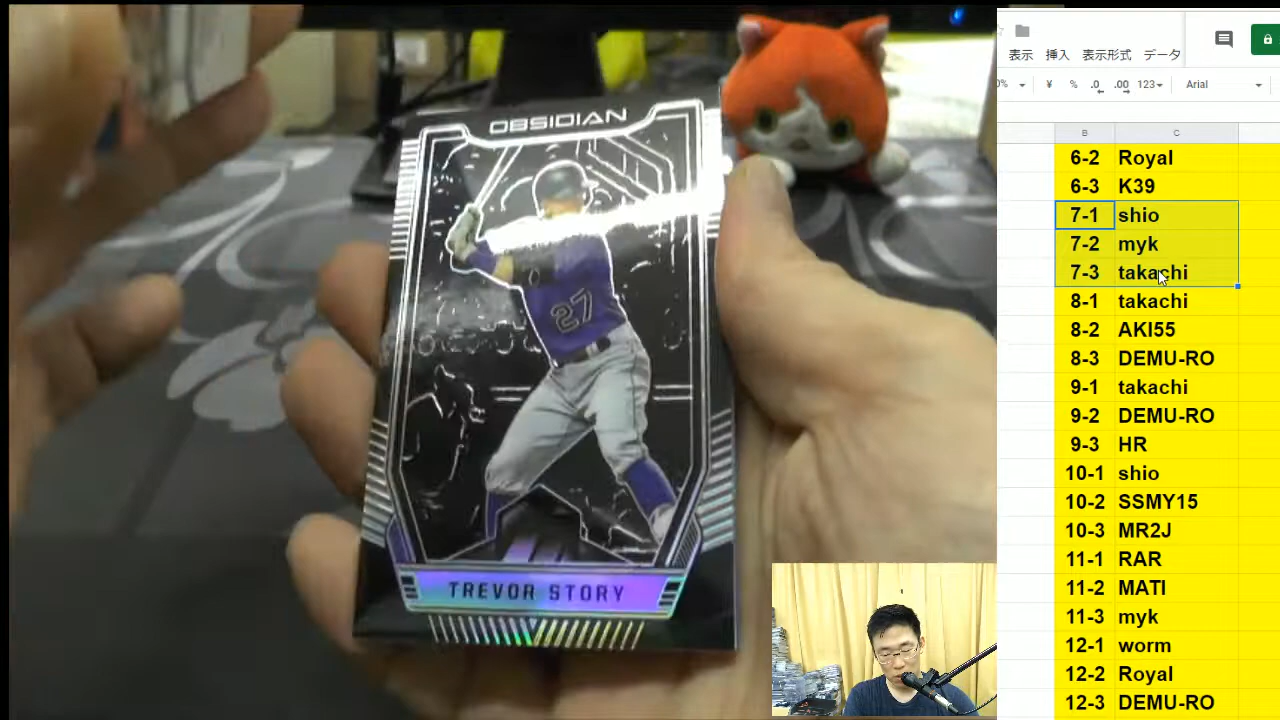 OBSIDIAN
27
TREVOR STORY
表示 挿入 表示形式 データ
0% ¥ % .0 .00 123 Arial
B C
6-2 Royal
6-3 K39
7-1 shio
7-2 myk
7-3 takachi
8-1 takachi
8-2 AKI55
8-3 DEMU-RO
9-1 takachi
9-2 DEMU-RO
9-3 HR
10-1 shio
10-2 SSMY15
10-3 MR2J
11-1 RAR
11-2 MATI
11-3 myk
12-1 worm
12-2 Royal
12-3 DEMU-RO